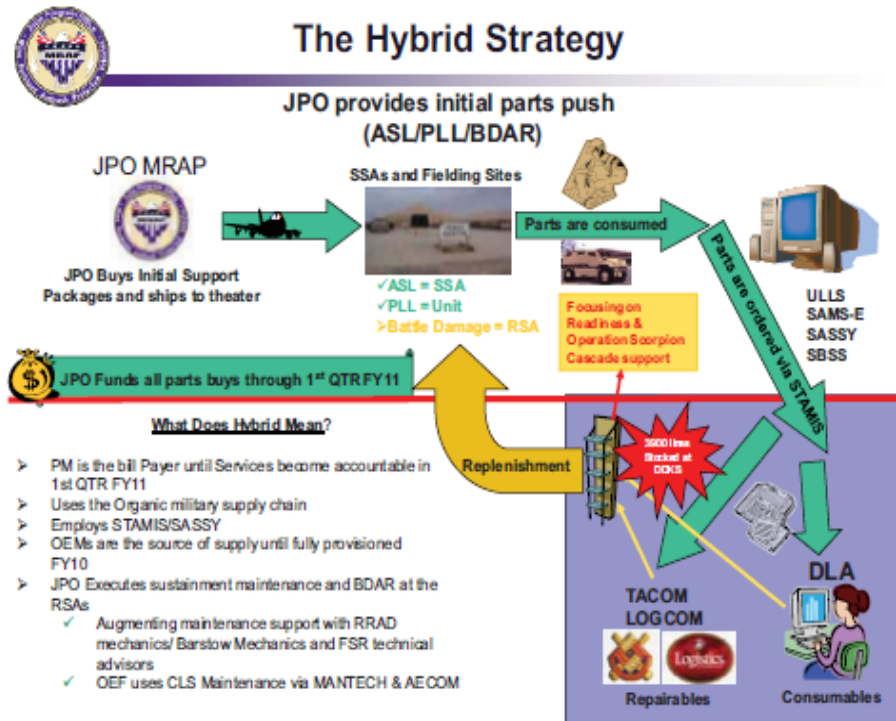 The Hybrid Strategy
JPO provides initial parts push
(ASL/PLL/BDAR)
JPO MRAP
JPO Buys Initial Support
Packages and ships to theater
SSAs and Fielding Sites
✓ASL = SSA
✓PLL = Unit
➢Battle Damage = RSA
Parts are consumed
Parts are ordered via STAMIS
ULLS
SAMS-E
SASSY
SBSS
Focusing on
Readiness &
Operation Scorpion
Cascade support
$
JPO Funds all parts buys through 1st QTR FY11
What Does Hybrid Mean?
➢ PM is the bill Payer until Services become accountable in
1st QTR FY11
➢ Uses the Organic military supply chain
➢ Employs STAMIS/SASSY
➢ OEMs are the source of supply until fully provisioned
FY10
➢ JPO Executes sustainment maintenance and BDAR at the
RSAs
✓ Augmenting maintenance support with RRAD
mechanics/ Barstow Mechanics and FSR technical
advisors
✓ OEF uses CLS Maintenance via MANTECH & AECOM
Replenishment
3900 lines
Stocked at
DDKS
TACOM
LOGCOM
Logistics
Repairables
DLA
Consumables